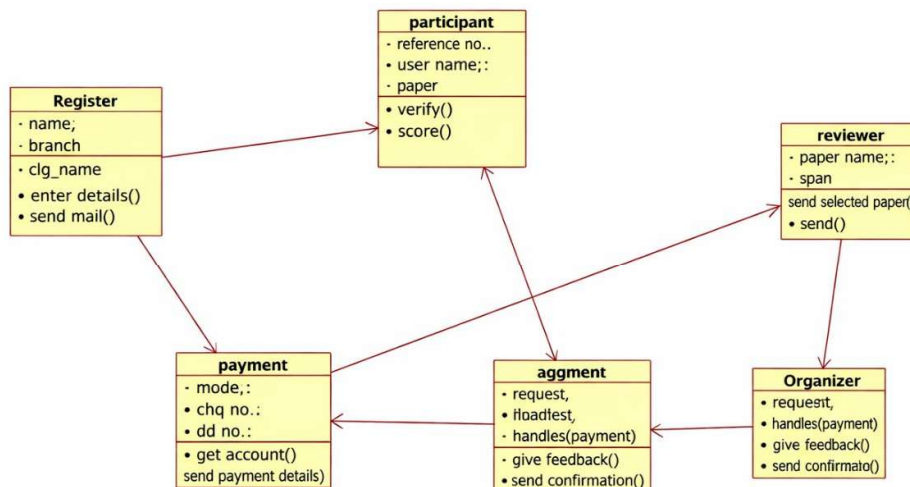 participant
- reference no..
• user name;:
- paper
• verify()
• score()
Register
- name;
- branch
- clg_name
• enter details()
• send mail()
reviewer
- paper name;:
- span
send selected paper(
• send()
payment
- mode,:
• chq no.:
• dd no.:
• get account()
send payment details)
aggment
- request,
- handles(payment)
- give feedback()
• send confirmation()
Organizer
• request,
• handles(payment)
• give feedback()
• send confirmato()